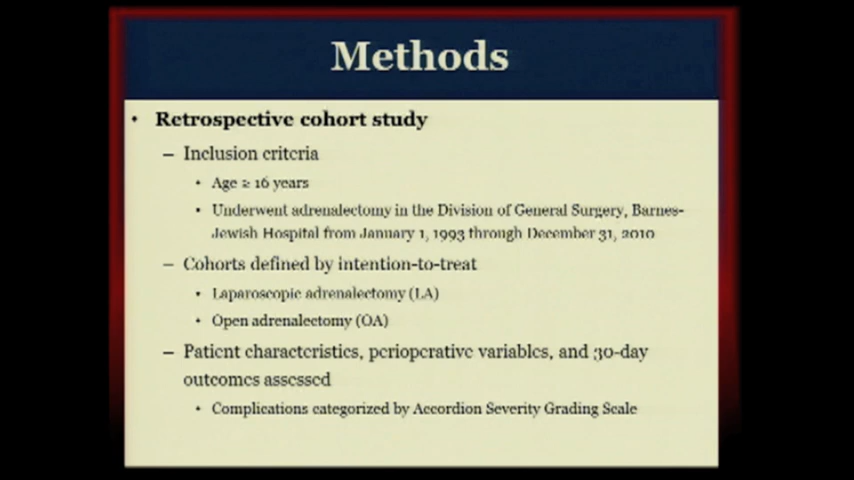 Methods
• Retrospective cohort study
– Inclusion criteria
• Age ≥ 16 years
• Underwent adrenalectomy in the Division of General Surgery, Barnes-
Jewish Hospital from January 1, 1993 through December 31, 2010
– Cohorts defined by intention-to-treat
• Laparoscopic adrenalectomy (LA)
• Open adrenalectomy (OA)
– Patient characteristics, perioperative variables, and 30-day
outcomes assessed
• Complications categorized by Accordion Severity Grading Scale